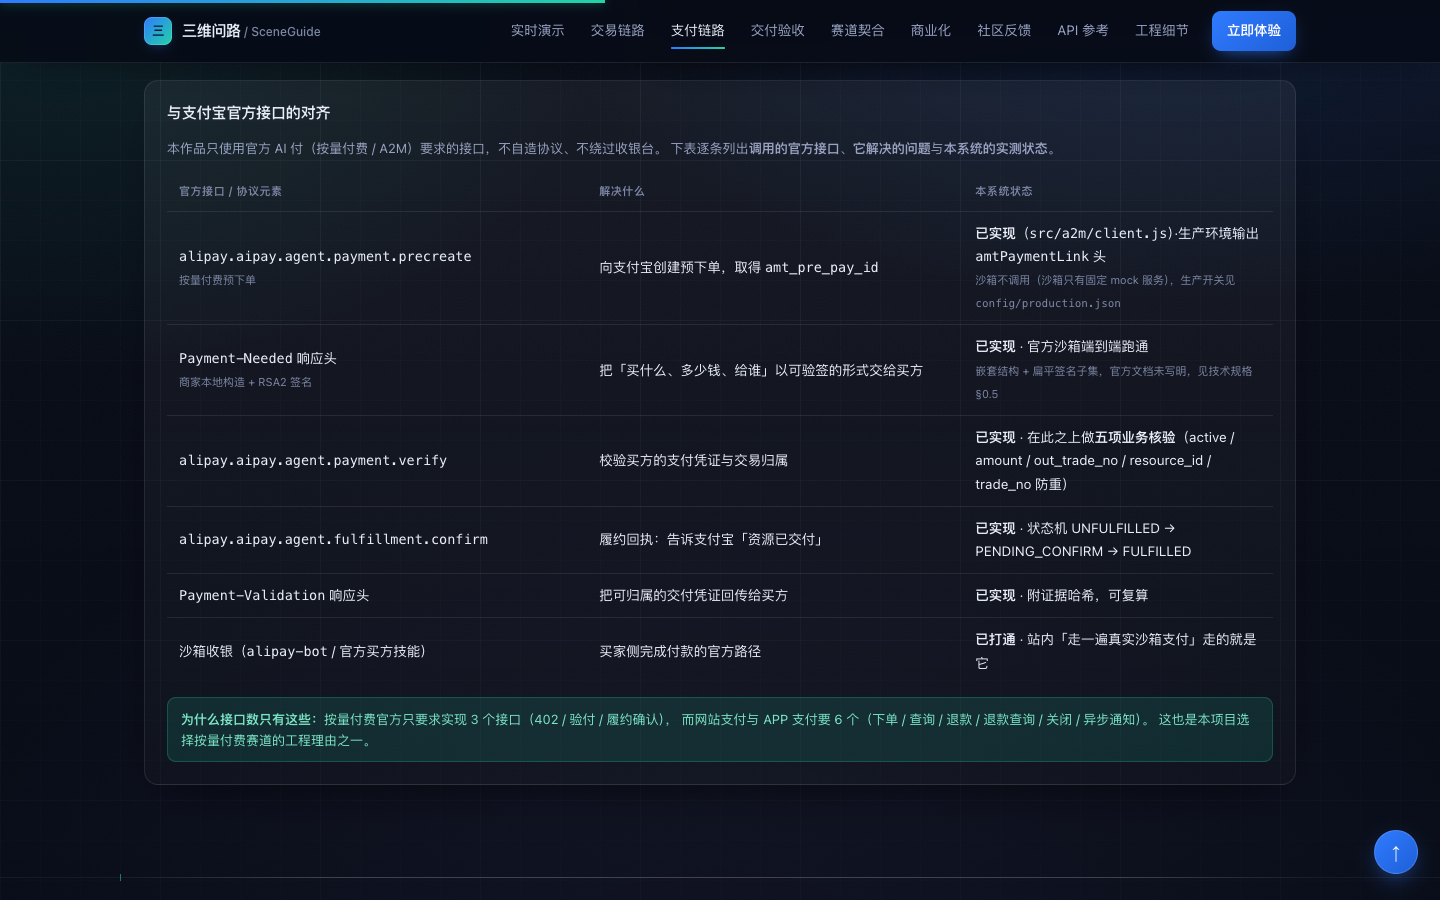 三 三维问路 / SceneGuide 实时演示 交易链路 支付链路 交付验收 赛道契合 商业化 社区反馈 API 参考 工程细节 立即体验
与支付宝官方接口的对齐
本作品只使用官方 AI 付（按量付费 / A2M）要求的接口，不自造协议、不绕过收银台。 下表逐条列出调用的官方接口、它解决的问题与本系统的实测状态。
官方接口 / 协议元素 解决什么 本系统状态
alipay.aipay.agent.payment.precreate
按量付费预下单
向支付宝创建预下单，取得 amt_pre_pay_id
已实现（src/a2m/client.js）·生产环境输出
amtPaymentLink 头
沙箱不调用（沙箱只有固定 mock 服务），生产开关见
config/production.json
Payment-Needed 响应头
商家本地构造 + RSA2 签名
把「买什么、多少钱、给谁」以可验签的形式交给买方
已实现 · 官方沙箱端到端跑通
嵌套结构 + 扁平签名子集，官方文档未写明，见技术规格
§0.5
alipay.aipay.agent.payment.verify
校验买方的支付凭证与交易归属
已实现 · 在此之上做五项业务核验（active /
amount / out_trade_no / resource_id /
trade_no 防重）
alipay.aipay.agent.fulfillment.confirm
履约回执：告诉支付宝「资源已交付」
已实现 · 状态机 UNFULFILLED →
PENDING_CONFIRM → FULFILLED
Payment-Validation 响应头
把可归属的交付凭证回传给买方
已实现 · 附证据哈希，可复算
沙箱收银（alipay-bot / 官方买方技能）
买家侧完成付款的官方路径
已打通 · 站内「走一遍真实沙箱支付」走的就是
它
为什么接口数只有这些：按量付费官方只要求实现 3 个接口（402 / 验付 / 履约确认）， 而网站支付与 APP 支付要 6 个（下单 / 查询 / 退款 / 退款查询 / 关闭 / 异步通知）。 这也是本项目选
择按量付费赛道的工程理由之一。
↑